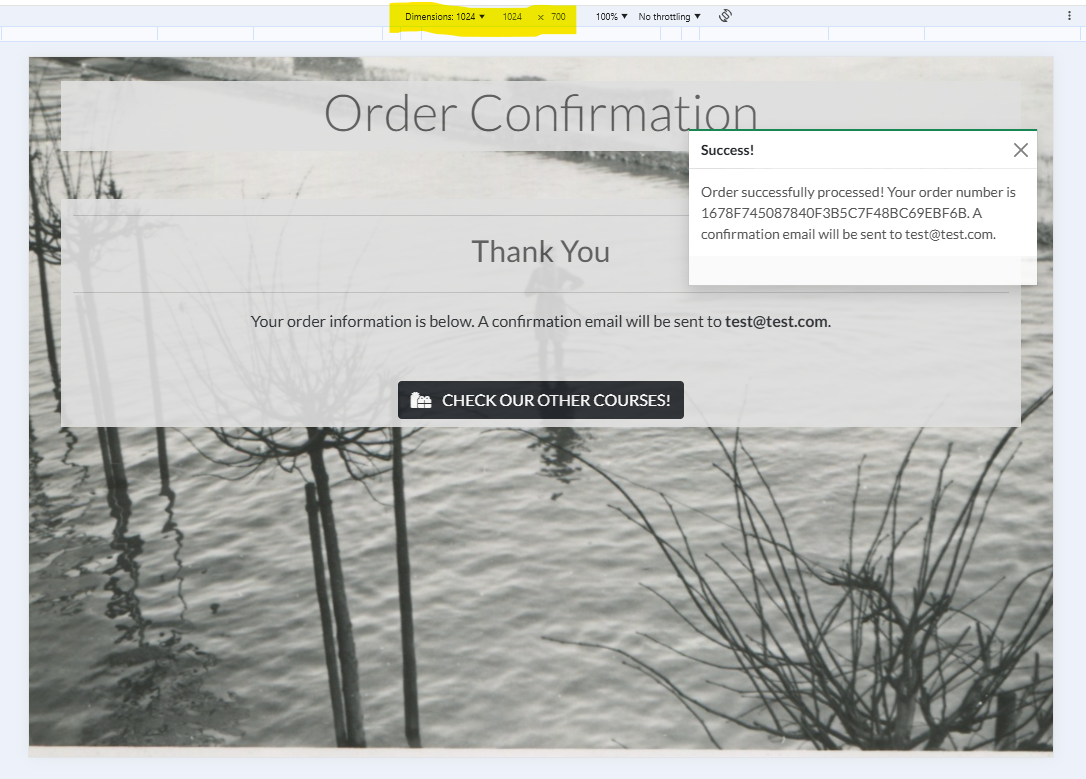 Dimensions: 1024 1024 × 700 100% No throttling
Order Confirmation
Success!
Order successfully processed! Your order number is
1678F745087840F3B5C7F48BC69EBF6B. A
confirmation email will be sent to test@test.com.
Thank You
Your order information is below. A confirmation email will be sent to test@test.com.
CHECK OUR OTHER COURSES!